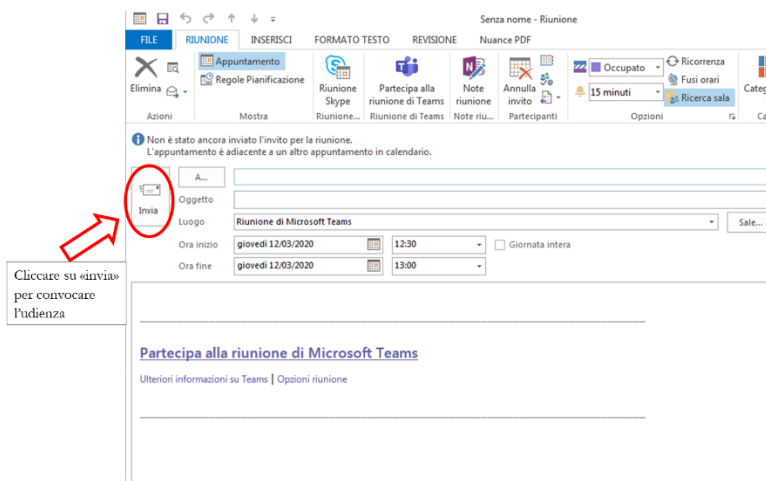 Senza nome - Riunione
FILE RIUNIONE INSERISCI FORMATO TESTO REVISIONE Nuance PDF
Elimina
Azioni
Appuntamento
Regole Pianificazione
Mostra
Riunione
Skype
Riunione...
Partecipa alla
riunione di Teams
Riunione di Teams
Note
riunione
Note riu...
Annulla
invito
Partecipanti
Occupato
15 minuti
Ricorrenza
Fusi orari
Ricerca sala
Opzioni
Categ
Ca
Non è stato ancora inviato l'invito per la riunione.
L'appuntamento è adiacente a un altro appuntamento in calendario.
Invia
A...
Oggetto
Luogo Riunione di Microsoft Teams Sale...
Ora inizio giovedì 12/03/2020 12:30 Giornata intera
Ora fine giovedì 12/03/2020 13:00
Cliccare su «invia»
per convocare
l'udienza
Partecipa alla riunione di Microsoft Teams
Ulteriori informazioni su Teams | Opzioni riunione